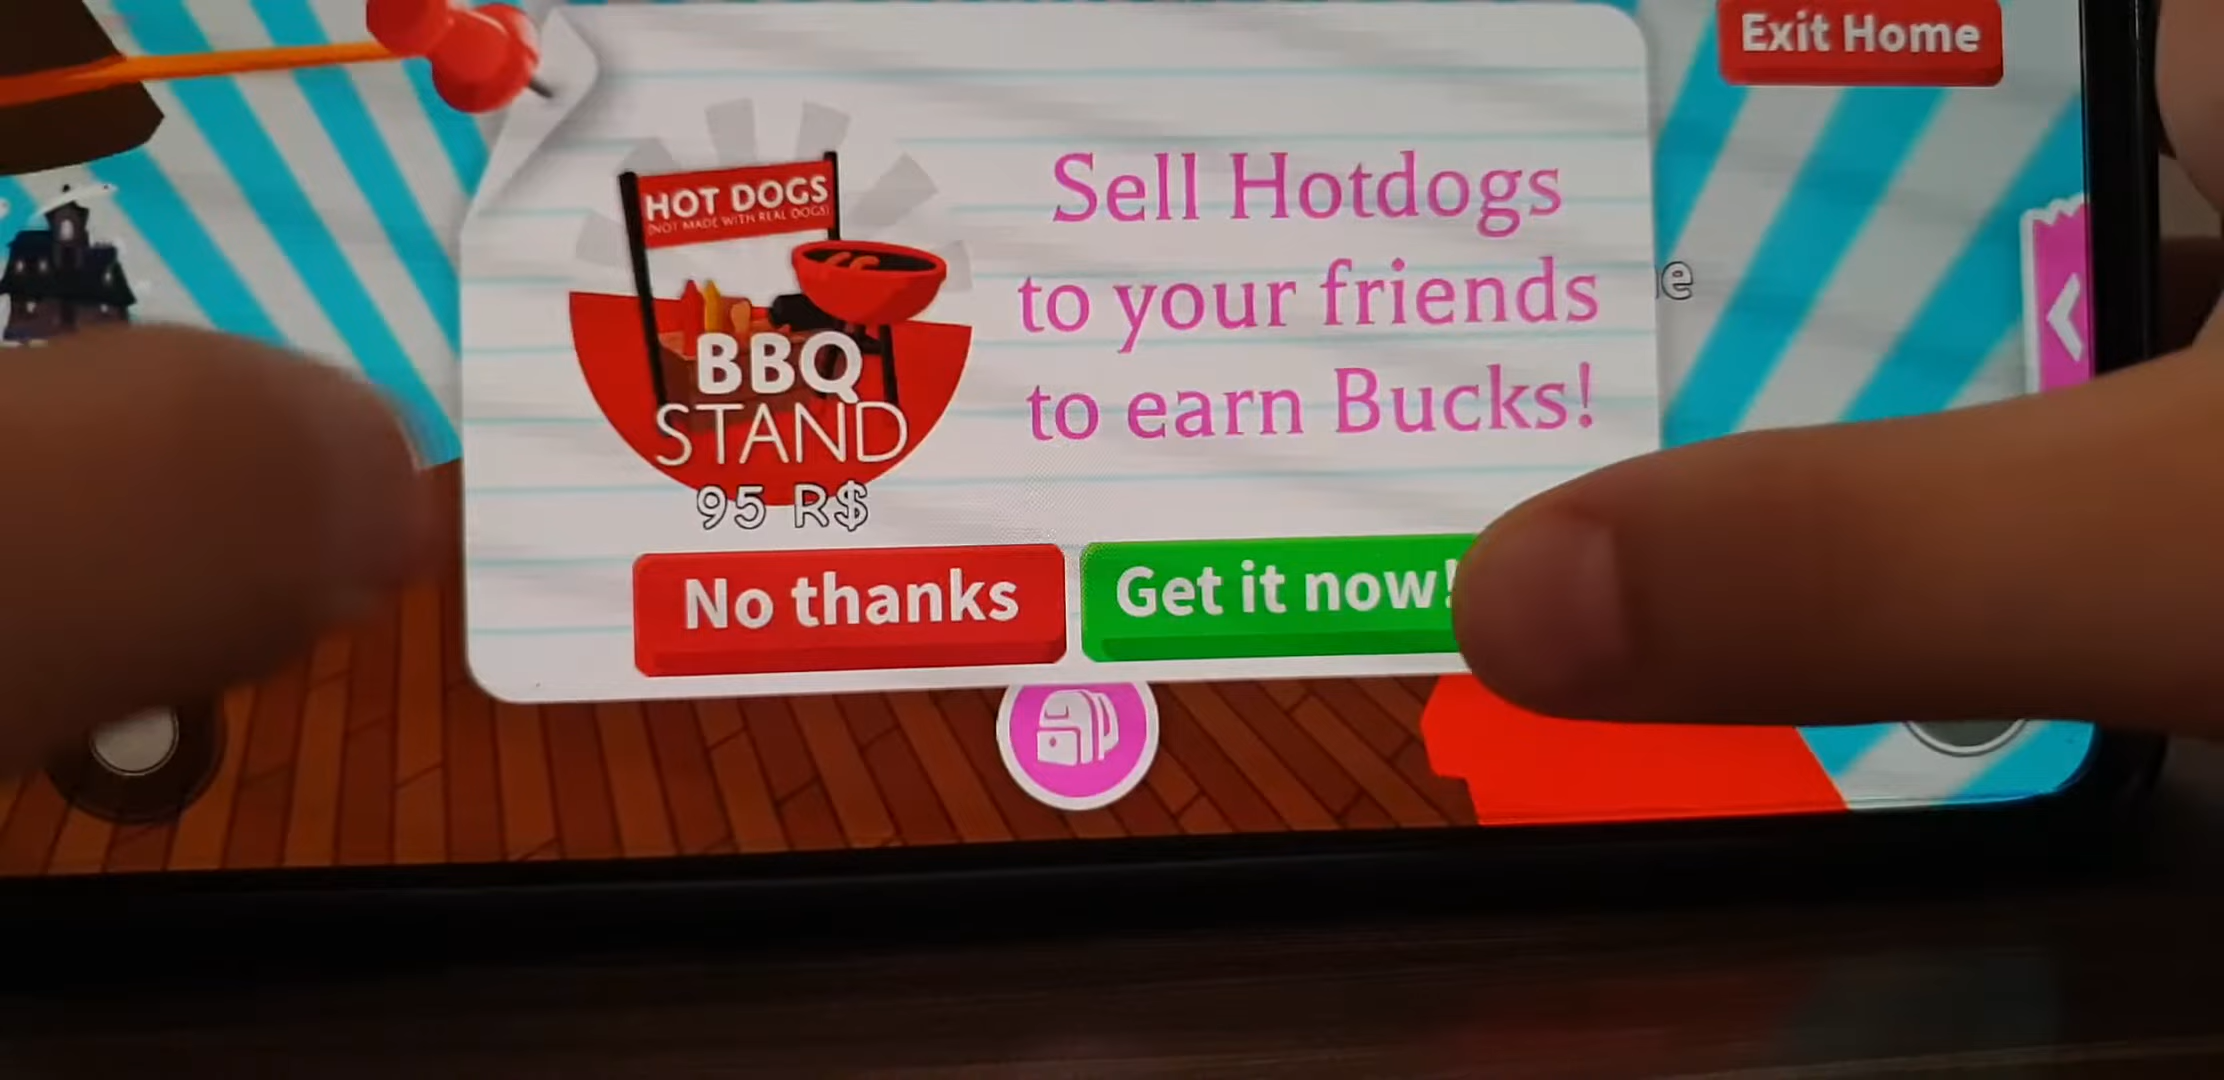 Exit Home
HOT DOGS
(NOT MADE WITH REAL DOGS)
BBQ
STAND
95 R$
Sell Hotdogs
to your friends
to earn Bucks!
No thanks
Get it now!